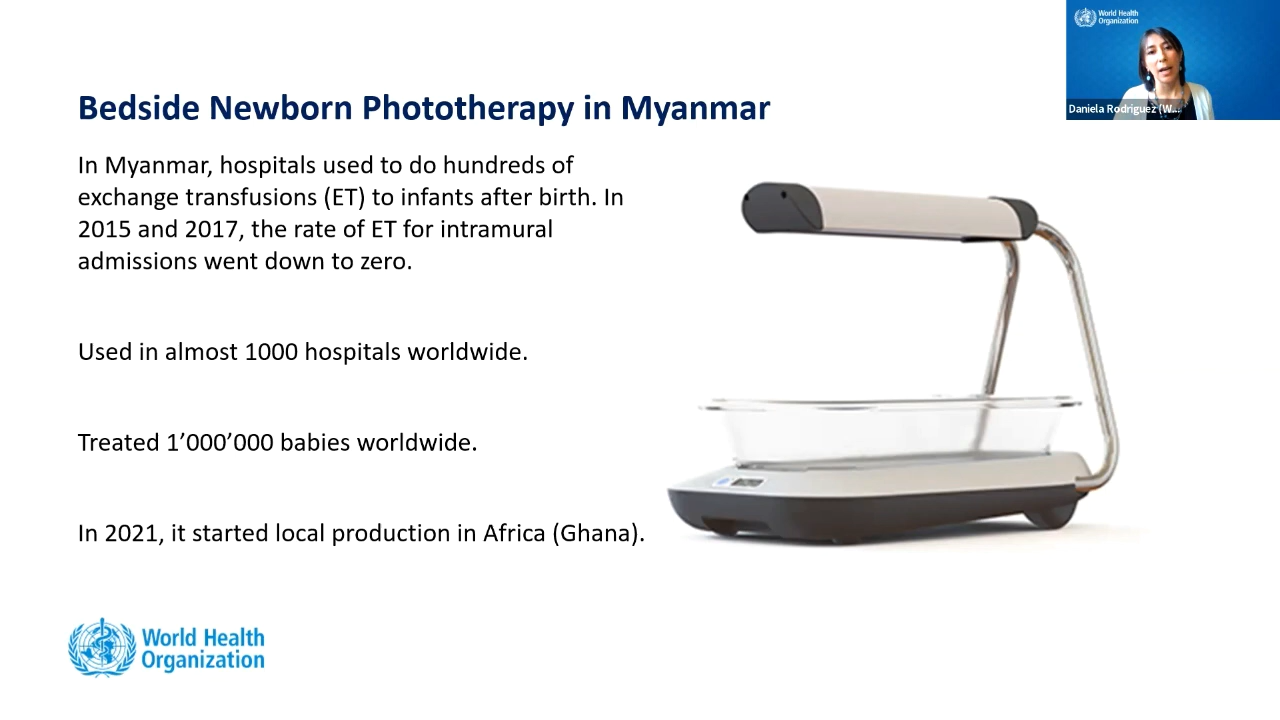 World Health
Organization
Daniela Rodriguez (W...
Bedside Newborn Phototherapy in Myanmar
In Myanmar, hospitals used to do hundreds of
exchange transfusions (ET) to infants after birth. In
2015 and 2017, the rate of ET for intramural
admissions went down to zero.
Used in almost 1000 hospitals worldwide.
Treated 1’000’000 babies worldwide.
In 2021, it started local production in Africa (Ghana).
World Health
Organization